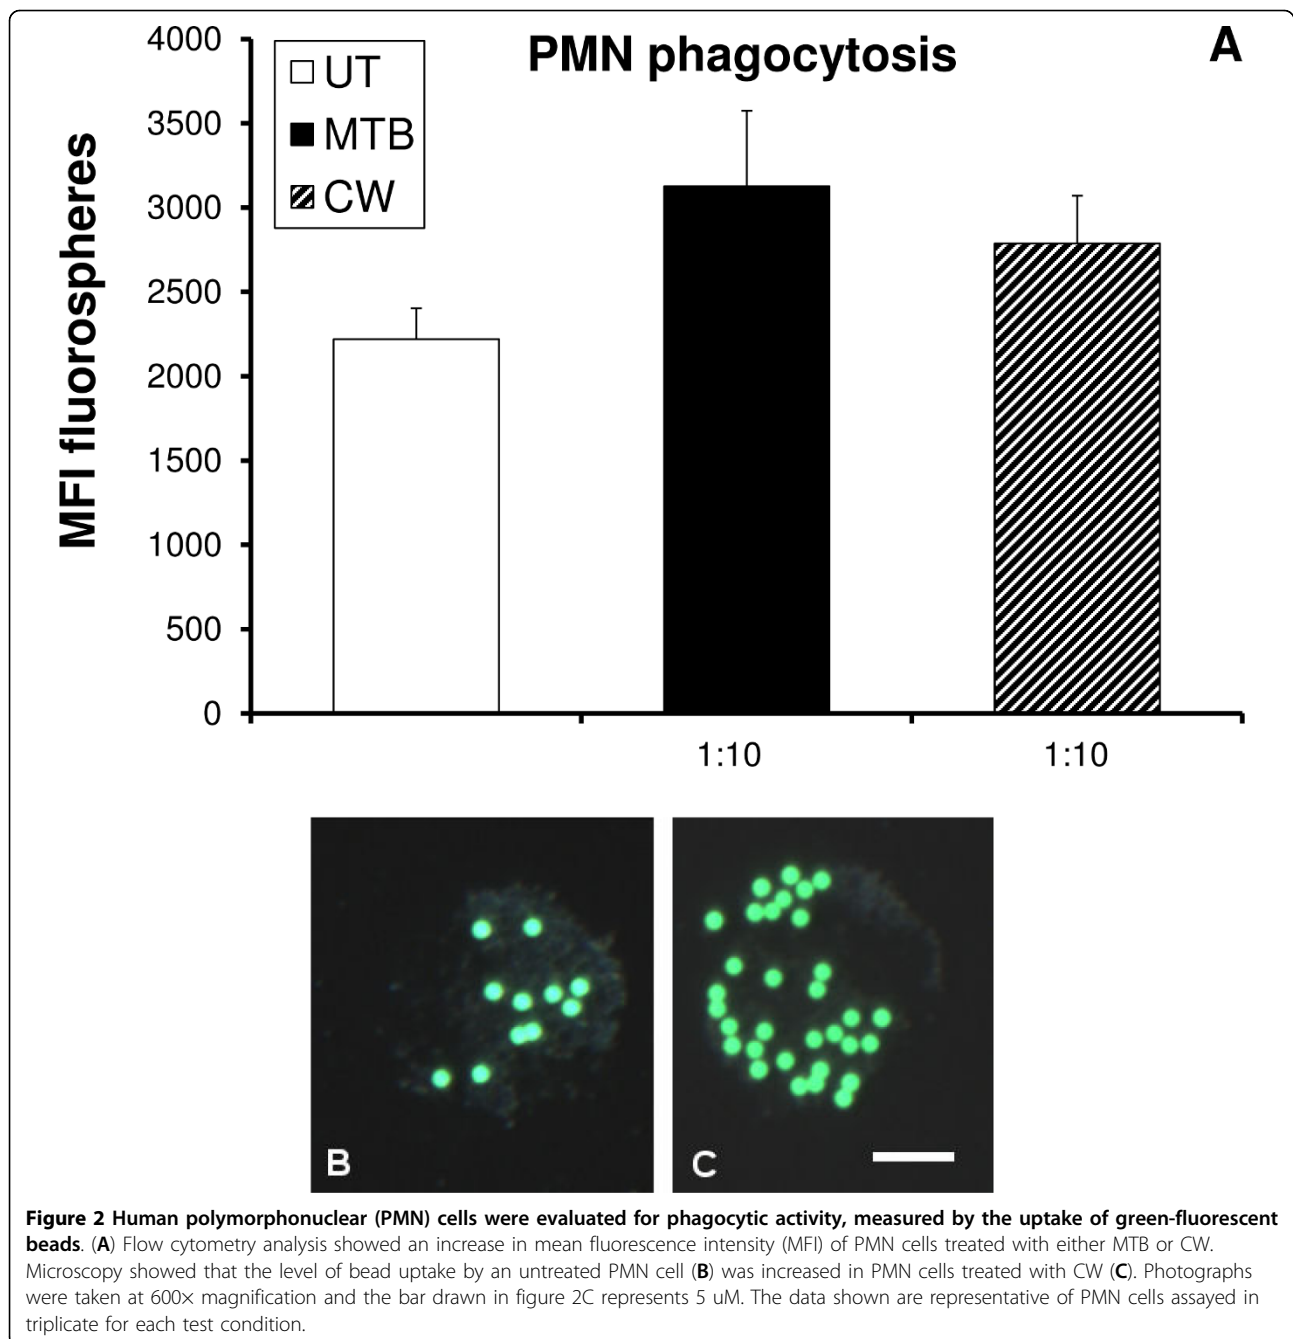 PMN phagocytosis
A
UT
MTB
CW
MFI fluorospheres
4000
3500
3000
2500
2000
1500
1000
500
0
1:10
1:10
B
C
Figure 2 Human polymorphonuclear (PMN) cells were evaluated for phagocytic activity, measured by the uptake of green-fluorescent
beads. (A) Flow cytometry analysis showed an increase in mean fluorescence intensity (MFI) of PMN cells treated with either MTB or CW.
Microscopy showed that the level of bead uptake by an untreated PMN cell (B) was increased in PMN cells treated with CW (C). Photographs
were taken at 600× magnification and the bar drawn in figure 2C represents 5 uM. The data shown are representative of PMN cells assayed in
triplicate for each test condition.